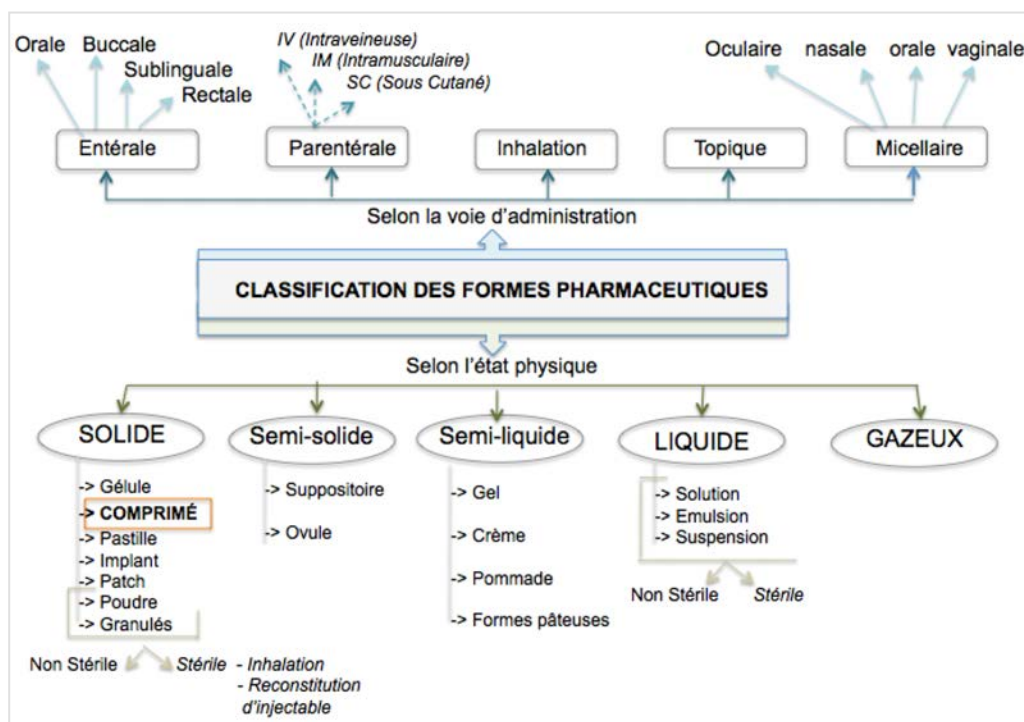 Orale
Buccale
Sublinguale
Rectale
IV (Intraveineuse)
IM (Intramusculaire)
SC (Sous Cutané)
Oculaire
nasale
orale
vaginale
Entérale
Parentérale
Inhalation
Topique
Micellaire
Selon la voie d'administration
CLASSIFICATION DES FORMES PHARMACEUTIQUES
Selon l'état physique
SOLIDE
-> Gélule
-> COMPRIMÉ
-> Pastille
-> Implant
-> Patch
-> Poudre
-> Granulés
Non Stérile
Stérile - Inhalation
- Reconstitution
d'injectable
Semi-solide
-> Suppositoire
-> Ovule
Semi-liquide
-> Gel
-> Crème
-> Pommade
-> Formes pâteuses
LIQUIDE
-> Solution
-> Emulsion
-> Suspension
Non Stérile
Stérile
GAZEUX